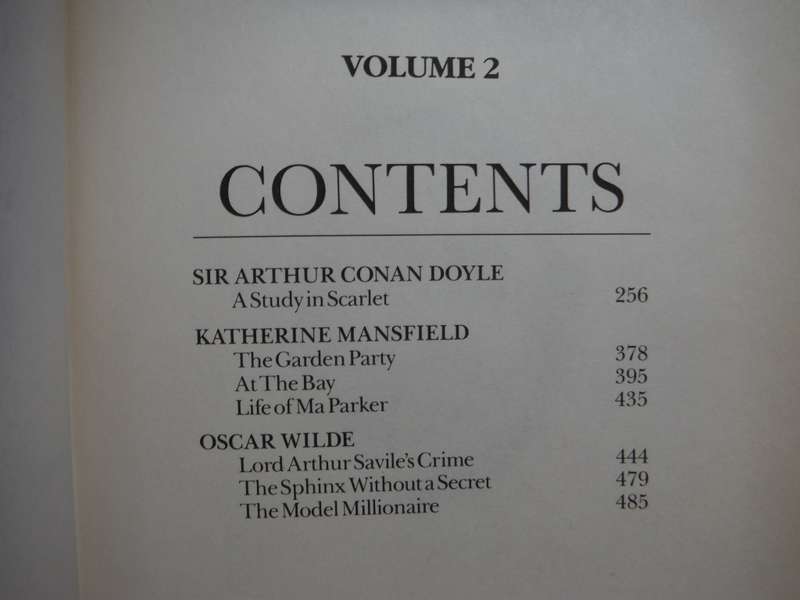 VOLUME 2
CONTENTS
SIR ARTHUR CONAN DOYLE
A Study in Scarlet 256
KATHERINE MANSFIELD
The Garden Party 378
At The Bay 395
Life of Ma Parker 435
OSCAR WILDE
Lord Arthur Savile's Crime 444
The Sphinx Without a Secret 479
The Model Millionaire 485